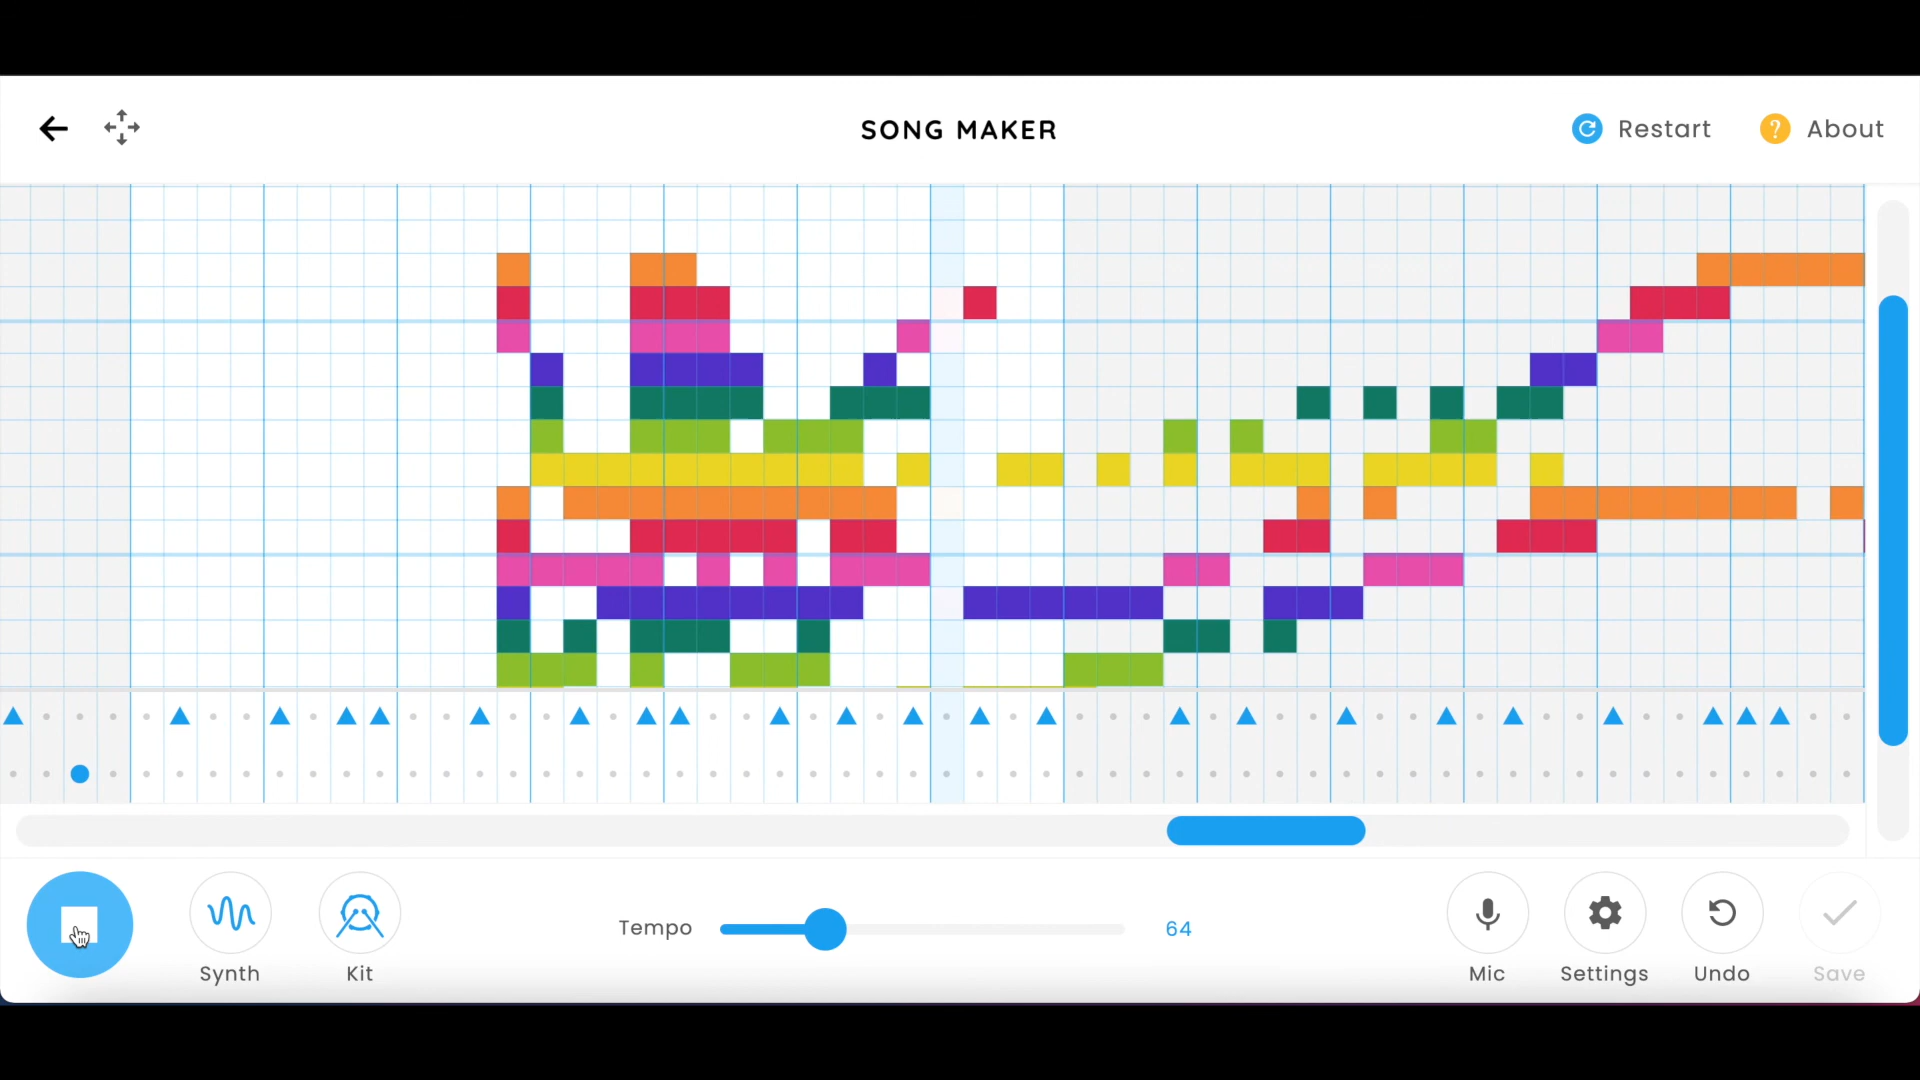 SONG MAKER
Restart
? About
Tempo
64
Synth
Kit
Mic
Settings
Undo
Save